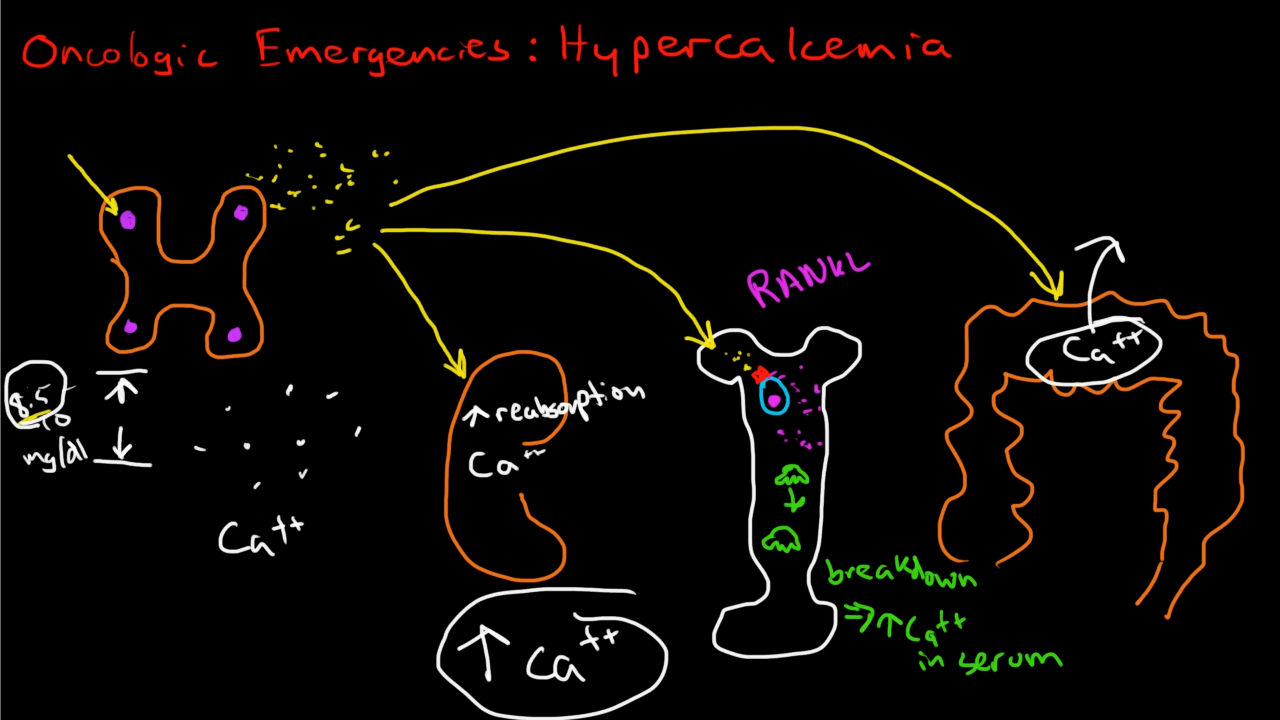 Oncologic Emergencies: Hypercalcemia
RANKL
Ca++
8.5-
10
mg/dl
↑ reabsorption
Ca++
Ca++
breakdown
⇒ ↑ Ca++
in serum
↑ Ca++